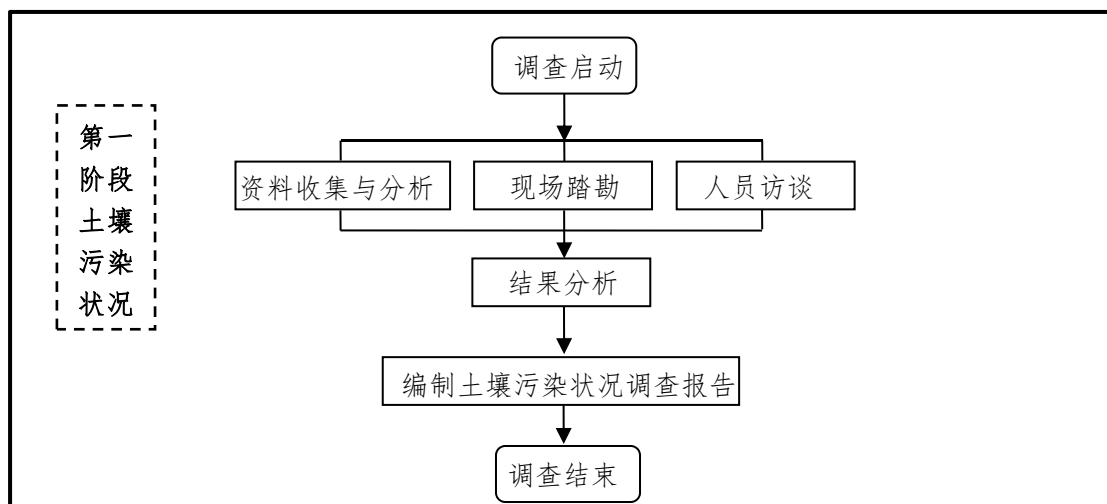 调查启动
第一
阶段
土壤
污染
状况
资料收集与分析
现场踏勘
人员访谈
结果分析
编制土壤污染状况调查报告
调查结束